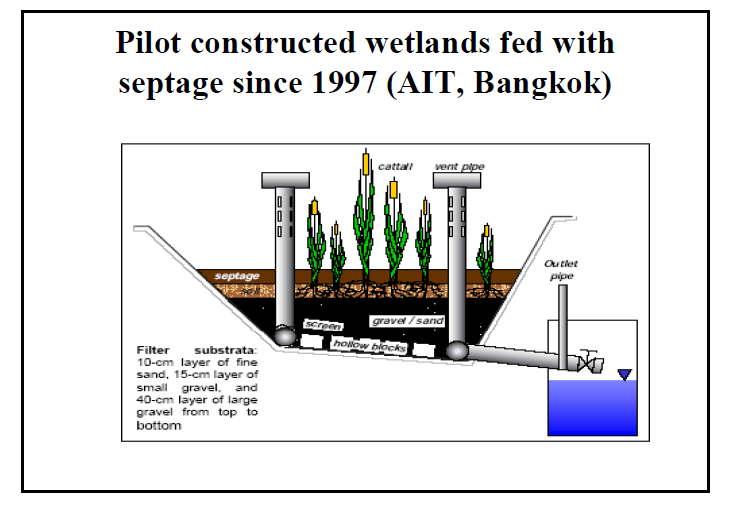 Pilot constructed wetlands fed with
septage since 1997 (AIT, Bangkok)
cattail
vent pipe
septage
Outlet
pipe
screen
gravel / sand
hollow blocks
Filter substrata:
10-cm layer of fine
sand, 15-cm layer of
small gravel, and
40-cm layer of large
gravel from top to
bottom